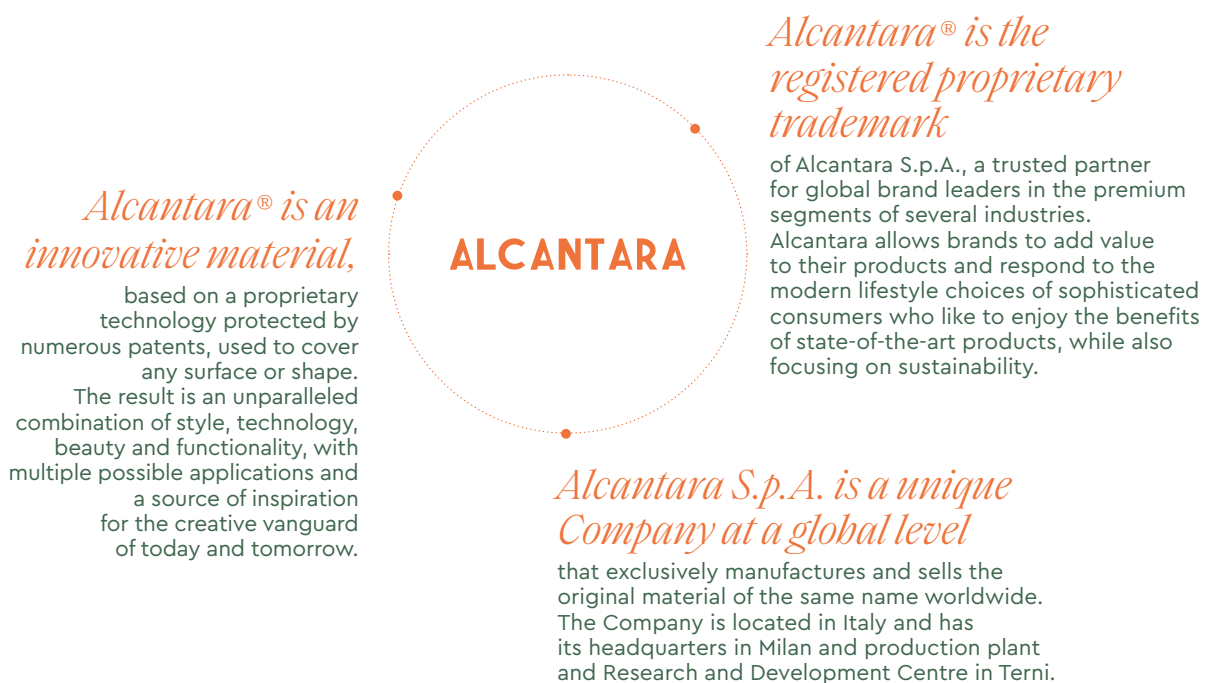 Alcantara® is an
innovative material,
based on a proprietary
technology protected by
numerous patents, used to cover
any surface or shape.
The result is an unparalleled
combination of style, technology,
beauty and functionality, with
multiple possible applications and
a source of inspiration
for the creative vanguard
of today and tomorrow.
ALCANTARA
Alcantara® is the
registered proprietary
trademark
of Alcantara S.p.A., a trusted partner
for global brand leaders in the premium
segments of several industries.
Alcantara allows brands to add value
to their products and respond to the
modern lifestyle choices of sophisticated
consumers who like to enjoy the benefits
of state-of-the-art products, while also
focusing on sustainability.
Alcantara S.p.A. is a unique
Company at a global level
that exclusively manufactures and sells the
original material of the same name worldwide.
The Company is located in Italy and has
its headquarters in Milan and production plant
and Research and Development Centre in Terni.